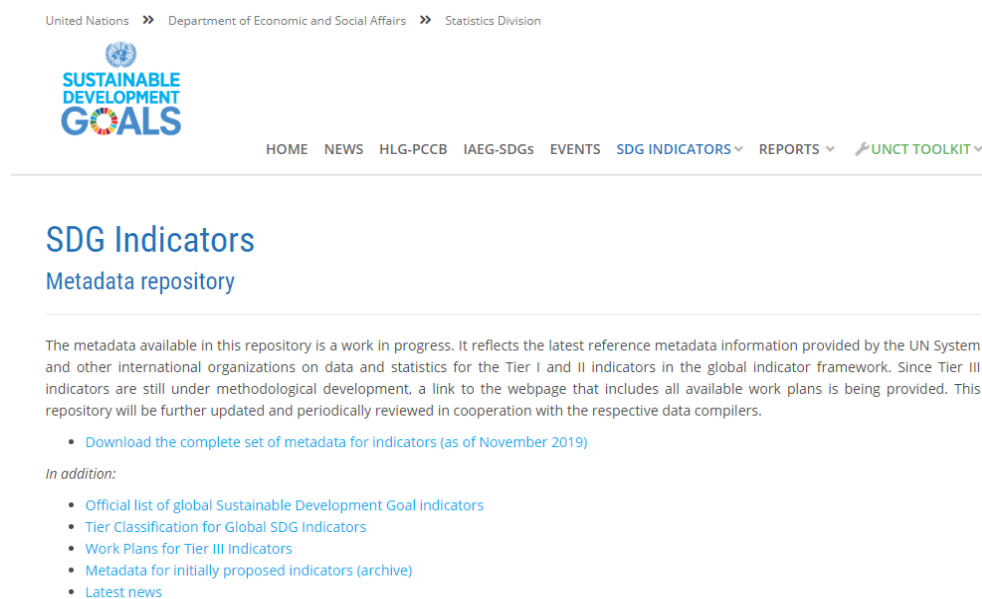 United Nations » Department of Economic and Social Affairs » Statistics Division
SUSTAINABLE
DEVELOPMENT
GOALS
HOME NEWS HLG-PCCB IAEG-SDGs EVENTS SDG INDICATORS REPORTS UNCT TOOLKIT
SDG Indicators
Metadata repository
The metadata available in this repository is a work in progress. It reflects the latest reference metadata information provided by the UN System
and other international organizations on data and statistics for the Tier I and II indicators in the global indicator framework. Since Tier III
indicators are still under methodological development, a link to the webpage that includes all available work plans is being provided. This
repository will be further updated and periodically reviewed in cooperation with the respective data compilers.
• Download the complete set of metadata for indicators (as of November 2019)
In addition:
• Official list of global Sustainable Development Goal indicators
• Tier Classification for Global SDG Indicators
• Work Plans for Tier III Indicators
• Metadata for initially proposed indicators (archive)
• Latest news